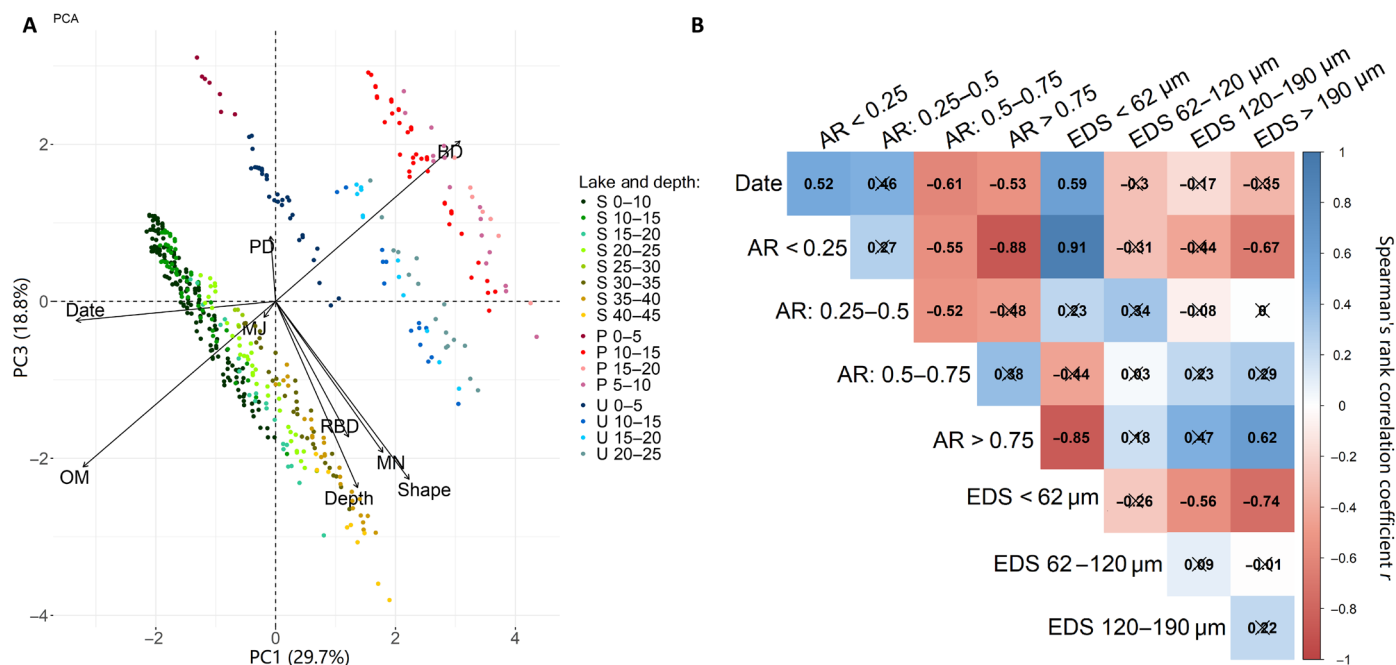 A
PCA
PC3 (18.8%)
2
0
−2
−4
−2
0
2
4
PC1 (29.7%)
BD
PD
Date
MJ
OM
RBD
MN
Shape
Depth
Lake and depth:
S 0–10
S 10–15
S 15–20
S 20–25
S 25–30
S 30–35
S 35–40
S 40–45
P 0–5
P 10–15
P 15–20
P 5–10
U 0–5
U 10–15
U 15–20
U 20–25
B
AR < 0.25
AR: 0.25–0.5
AR: 0.5–0.75
AR > 0.75
EDS < 62 µm
EDS 62–120 µm
EDS 120–190 µm
EDS > 190 µm
Date 0.52 0.46 −0.61 −0.53 0.59 −0.3 −0.17 −0.35
AR < 0.25 0.27 −0.55 −0.88 0.91 −0.31 −0.44 −0.67
AR: 0.25–0.5 −0.52 −0.48 0.23 0.34 −0.08 0
AR: 0.5–0.75 0.38 −0.44 0.03 0.23 0.29
AR > 0.75 −0.85 0.18 0.47 0.62
EDS < 62 µm −0.26 −0.56 −0.74
EDS 62–120 µm 0.09 −0.01
EDS 120–190 µm 0.22
1
0.8
0.6
0.4
0.2
0
−0.2
−0.4
−0.6
−0.8
−1
Spearman's rank correlation coefficient r